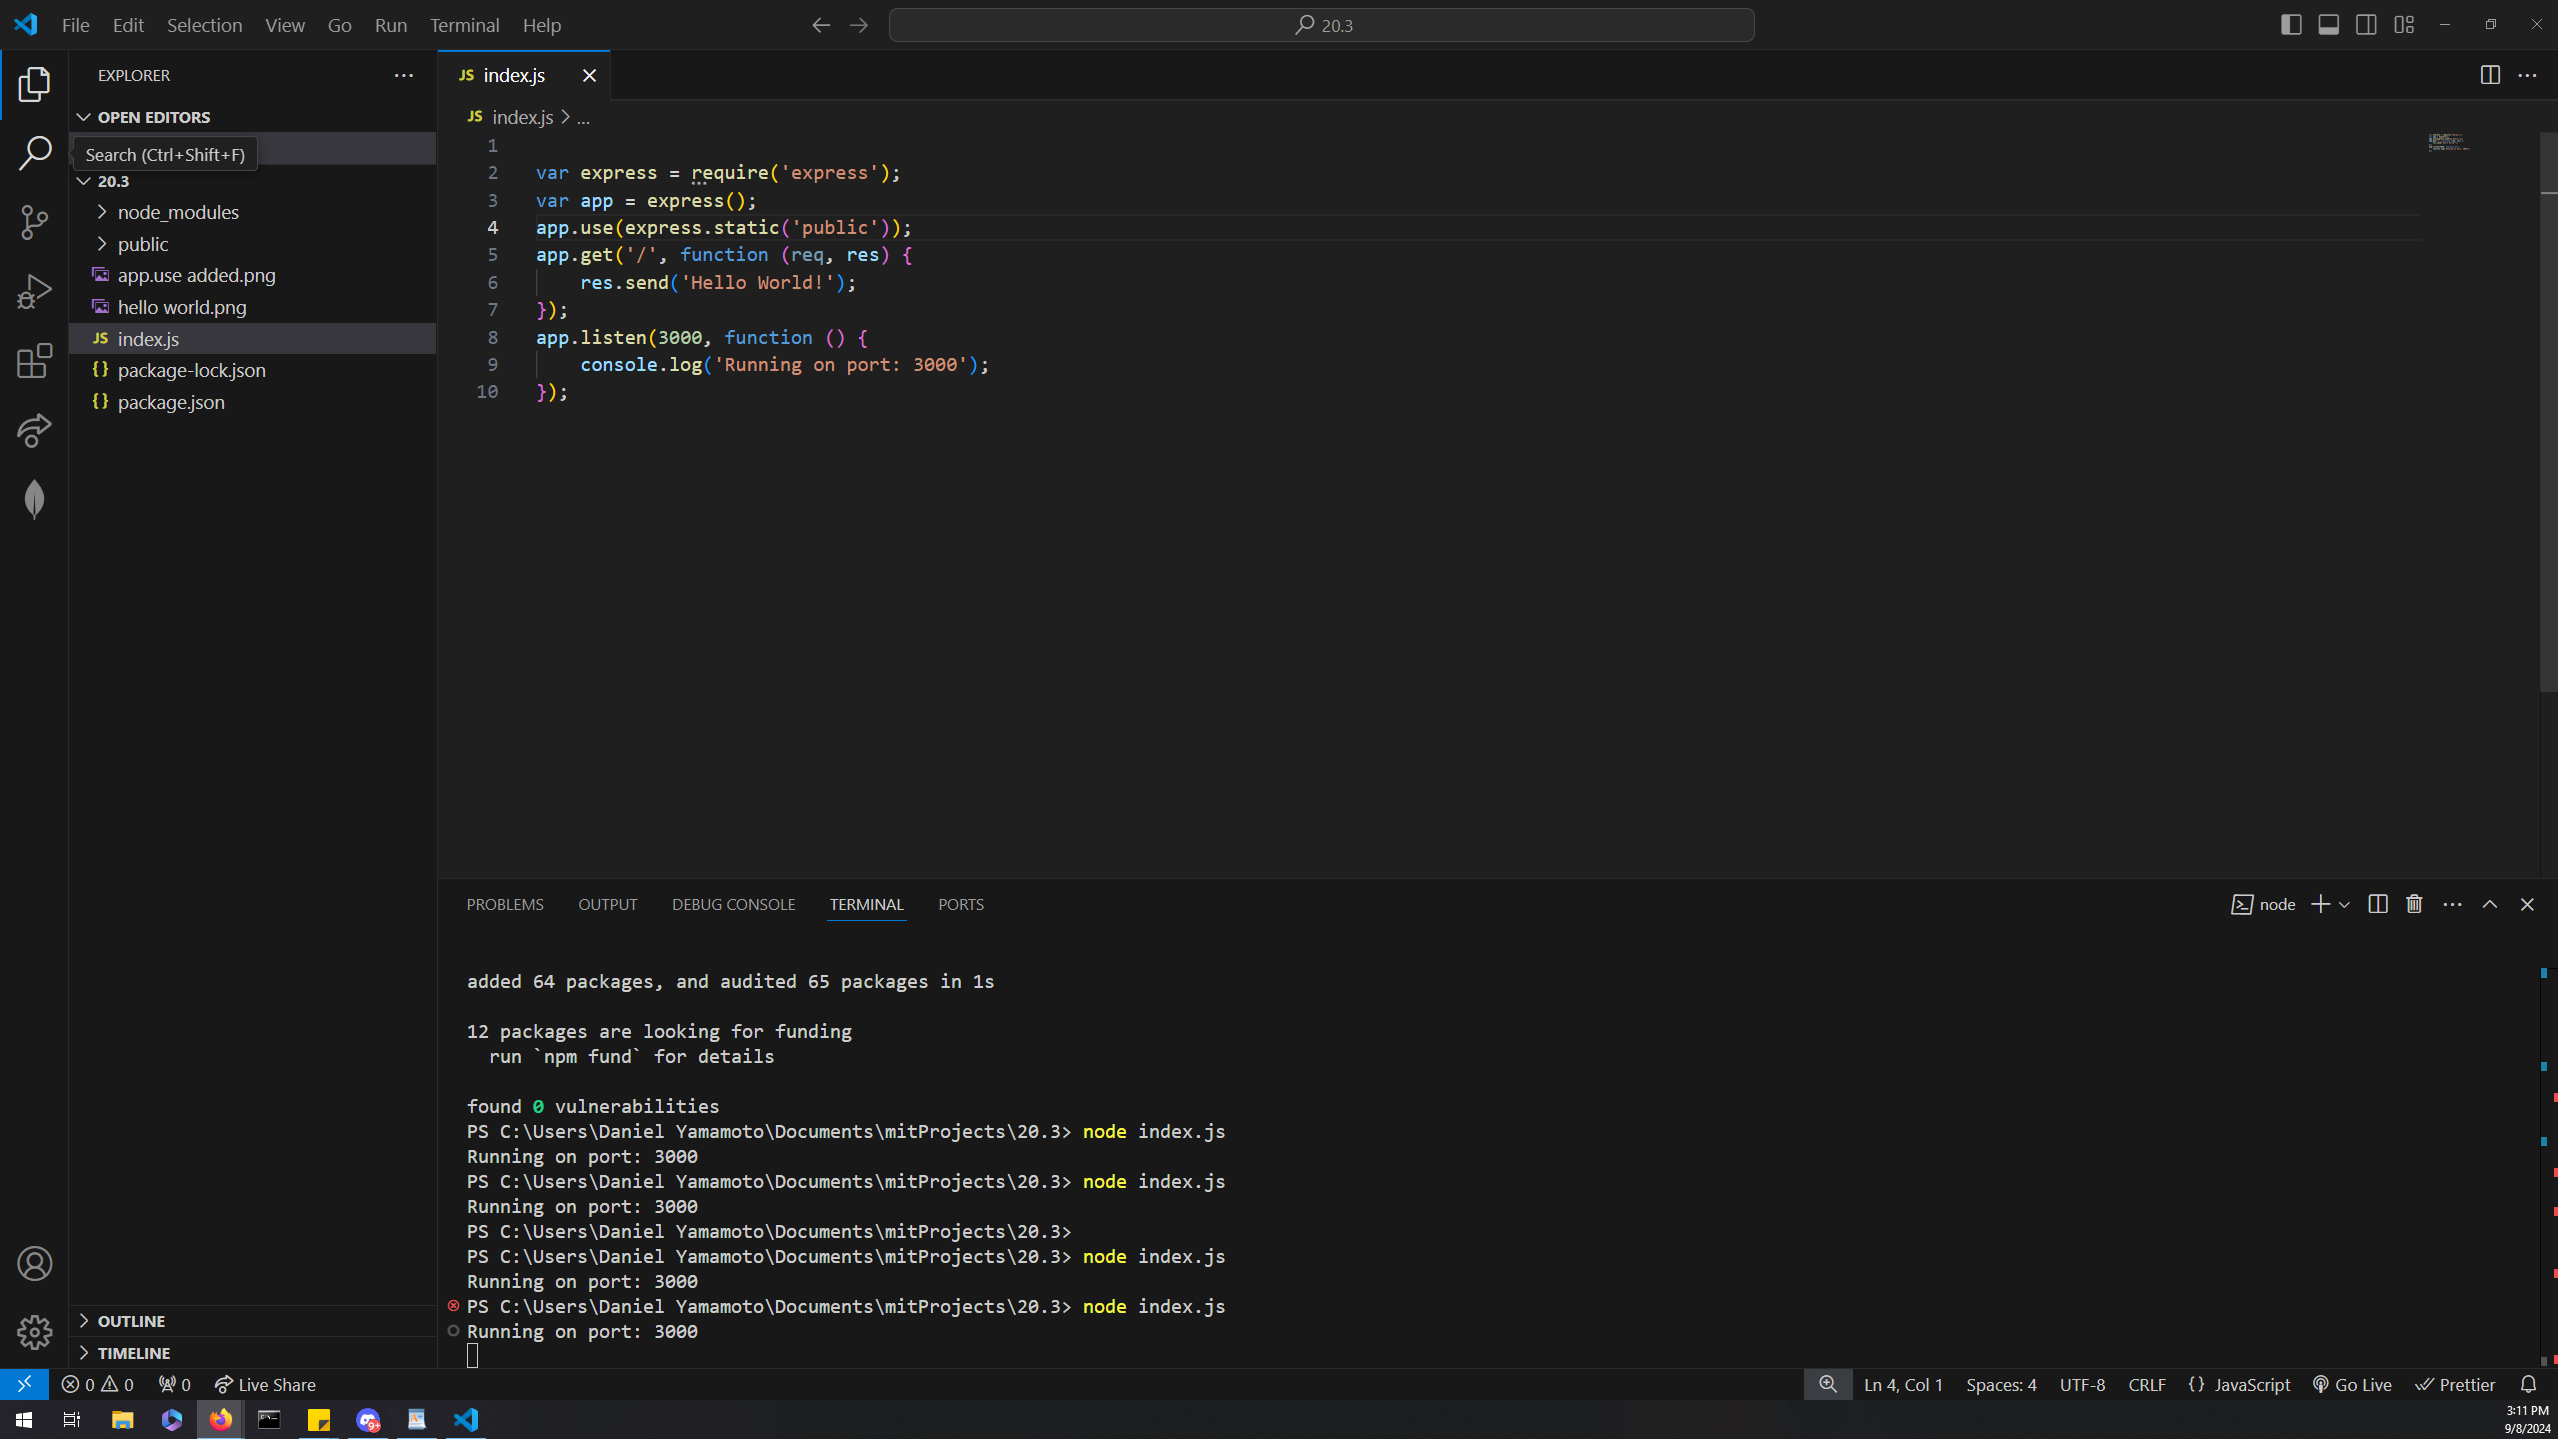 File Edit Selection View Go Run Terminal Help
20.3
EXPLORER
OPEN EDITORS
Search (Ctrl+Shift+F)
20.3
node_modules
public
app.use added.png
hello world.png
JS index.js
{} package-lock.json
{} package.json
OUTLINE
TIMELINE
JS index.js
JS index.js > ...
1
2 var express = require('express');
3 var app = express();
4 app.use(express.static('public'));
5 app.get('/', function (req, res) {
6 res.send('Hello World!');
7 });
8 app.listen(3000, function () {
9 console.log('Running on port: 3000');
10 });
PROBLEMS OUTPUT DEBUG CONSOLE TERMINAL PORTS
node
added 64 packages, and audited 65 packages in 1s
12 packages are looking for funding
run `npm fund` for details
found 0 vulnerabilities
PS C:\Users\Daniel Yamamoto\Documents\mitProjects\20.3> node index.js
Running on port: 3000
PS C:\Users\Daniel Yamamoto\Documents\mitProjects\20.3> node index.js
Running on port: 3000
PS C:\Users\Daniel Yamamoto\Documents\mitProjects\20.3>
PS C:\Users\Daniel Yamamoto\Documents\mitProjects\20.3> node index.js
Running on port: 3000
PS C:\Users\Daniel Yamamoto\Documents\mitProjects\20.3> node index.js
Running on port: 3000
0 0 0 Live Share
Ln 4, Col 1 Spaces: 4 UTF-8 CRLF {} JavaScript Go Live Prettier
9+
3:11 PM
9/8/2024